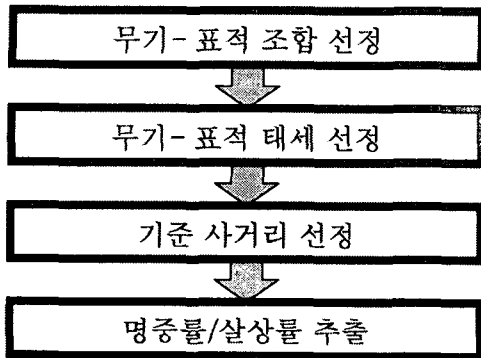 무기- 표적 조합 선정
무기- 표적 태세 선정
기준 사거리 선정
명중률/살상률 추출